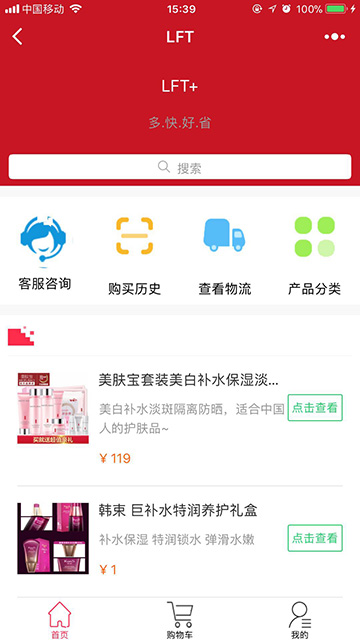 中国移动
15:39
100%
LFT
LFT+
多.快.好.省
搜索
客服咨询
购买历史
查看物流
产品分类
美肤宝套装美白补水保湿淡...
美白补水淡斑隔离防晒，适合中国
人的护肤品~
点击查看
¥119
买就送超值豪礼
韩束 巨补水特润养护礼盒
补水保湿 特润锁水 弹滑水嫩
点击查看
¥1
首页
购物车
我的